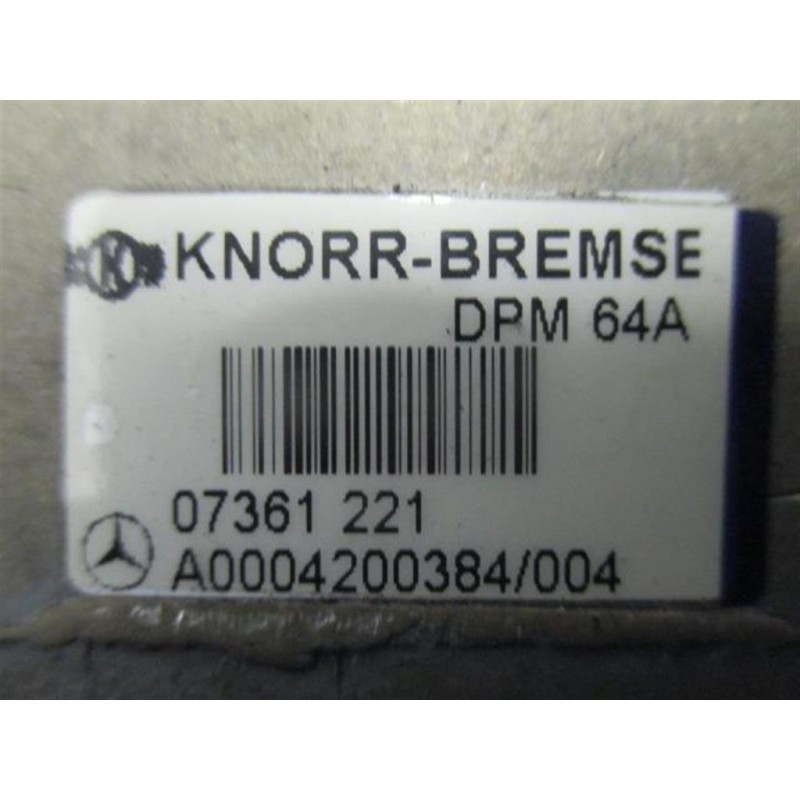 K KNORR-BREMSE
DPM 64A
07361 221
A0004200384/004